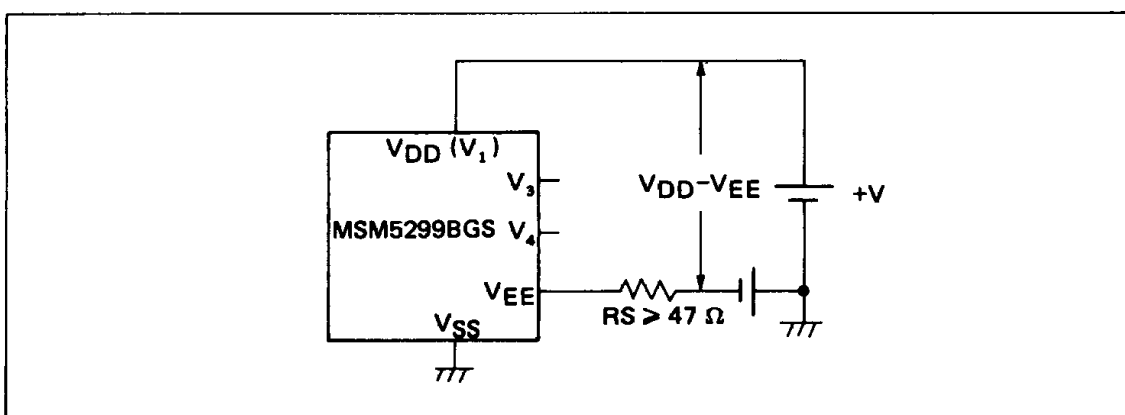 VDD (V1)
V3
VDD-VEE
+V
MSM5299BGS V4
VEE
RS ≥ 47 Ω
VSS